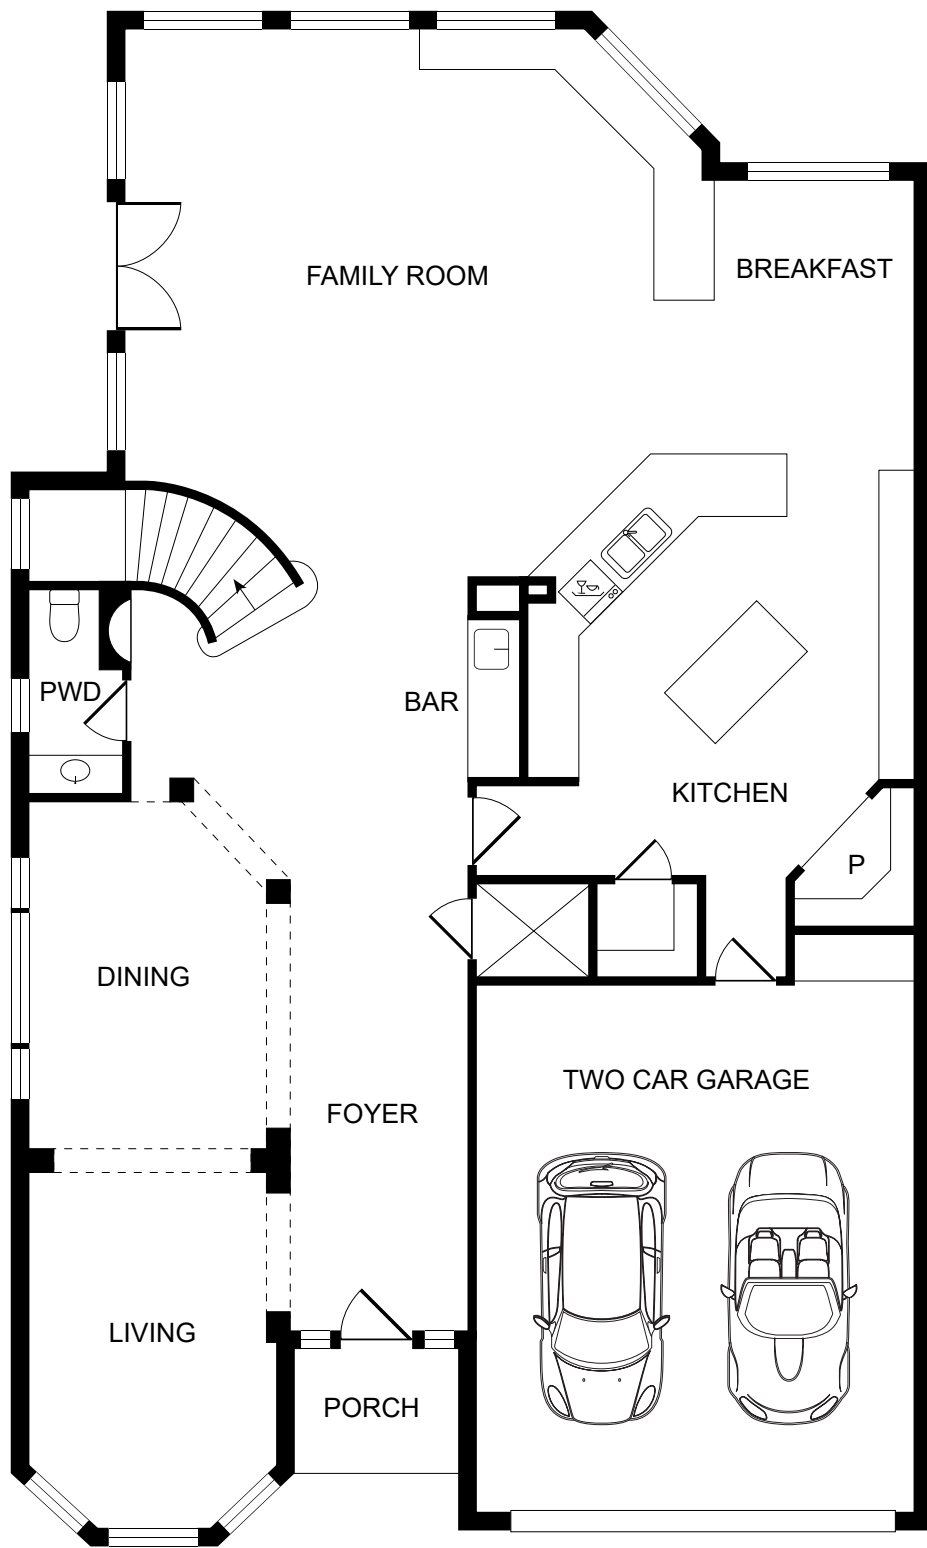 FAMILY ROOM
BREAKFAST
PWD
BAR
KITCHEN
P
DINING
TWO CAR GARAGE
FOYER
LIVING
PORCH